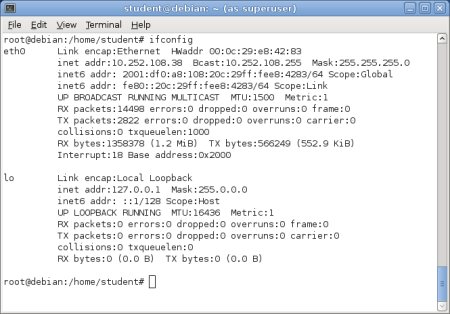 student@debian: ~ (as superuser)
File Edit View Terminal Help
root@debian:/home/student# ifconfig
eth0 Link encap:Ethernet HWaddr 00:0c:29:e8:42:83
inet addr:10.252.108.38 Bcast:10.252.108.255 Mask:255.255.255.0
inet6 addr: 2001:df0:a8:108:20c:29ff:fee8:4283/64 Scope:Global
inet6 addr: fe80::20c:29ff:fee8:4283/64 Scope:Link
UP BROADCAST RUNNING MULTICAST MTU:1500 Metric:1
RX packets:14498 errors:0 dropped:0 overruns:0 frame:0
TX packets:2822 errors:0 dropped:0 overruns:0 carrier:0
collisions:0 txqueuelen:1000
RX bytes:1358378 (1.2 MiB) TX bytes:566249 (552.9 KiB)
Interrupt:18 Base address:0x2000
lo Link encap:Local Loopback
inet addr:127.0.0.1 Mask:255.0.0.0
inet6 addr: ::1/128 Scope:Host
UP LOOPBACK RUNNING MTU:16436 Metric:1
RX packets:0 errors:0 dropped:0 overruns:0 frame:0
TX packets:0 errors:0 dropped:0 overruns:0 carrier:0
collisions:0 txqueuelen:0
RX bytes:0 (0.0 B) TX bytes:0 (0.0 B)
root@debian:/home/student#